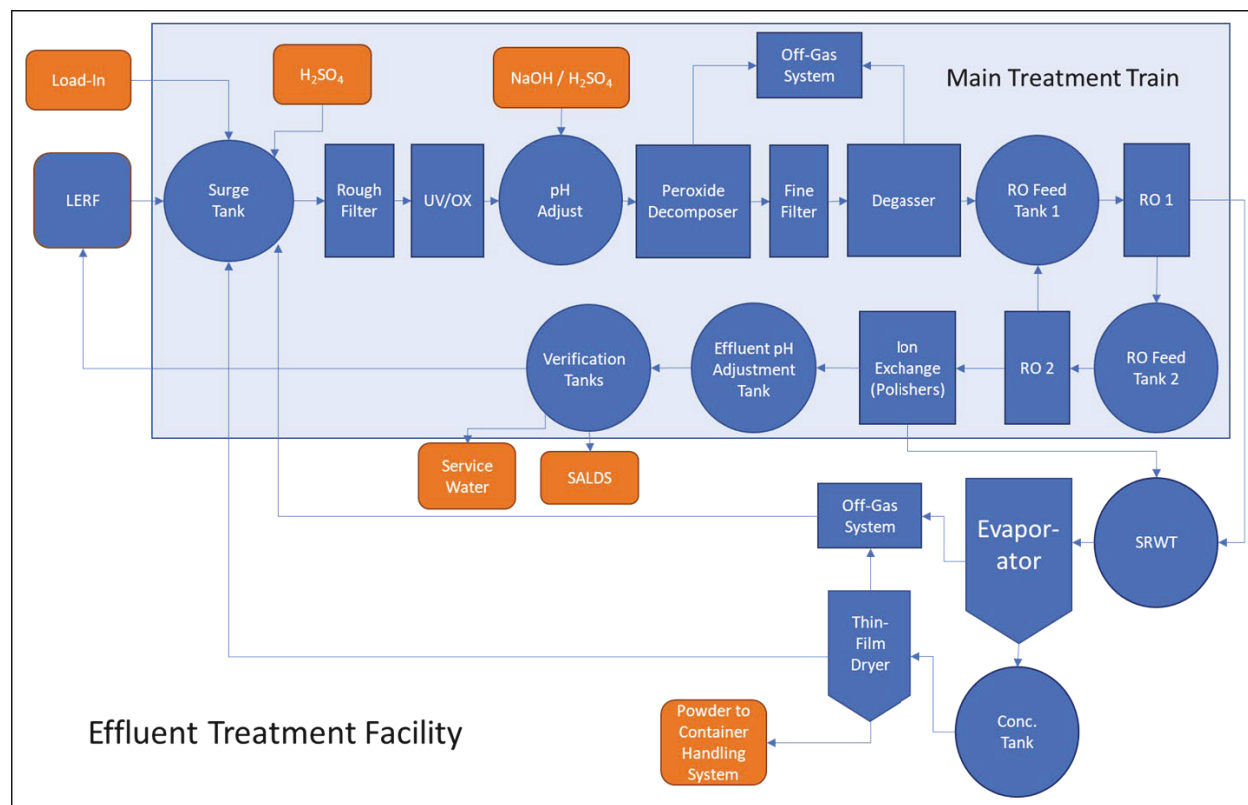 Load-In
H₂SO₄
NaOH / H₂SO₄
Off-Gas
System
Main Treatment Train
LERF
Surge
Tank
Rough
Filter
UV/OX
pH
Adjust
Peroxide
Decomposer
Fine
Filter
Degasser
RO Feed
Tank 1
RO 1
Verification
Tanks
Effluent pH
Adjustment
Tank
Ion
Exchange
(Polishers)
RO 2
RO Feed
Tank 2
Service
Water
SALDS
Off-Gas
System
Evapor-
ator
SRWT
Thin-
Film
Dryer
Powder to
Container
Handling
System
Conc.
Tank
Effluent Treatment Facility